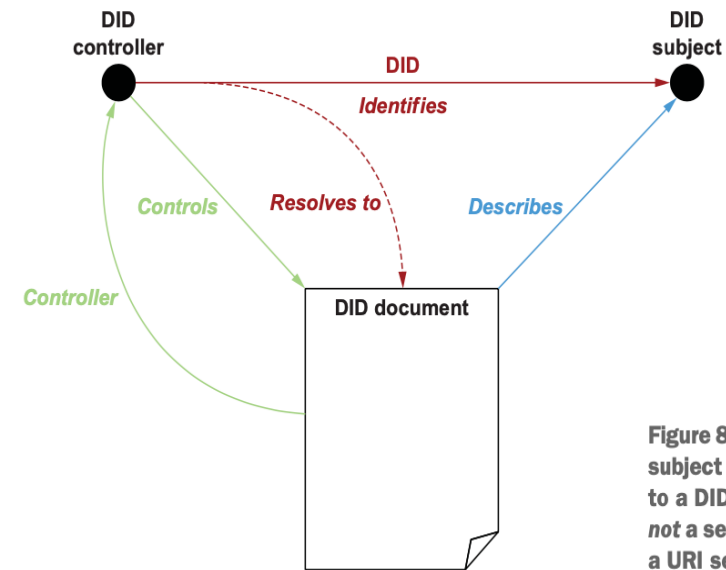 DID
controller
DID
subject
DID
Identifies
Controls
Resolves to
Describes
Controller
DID document
Figure 8
subject
to a DID
not a se
a URI se